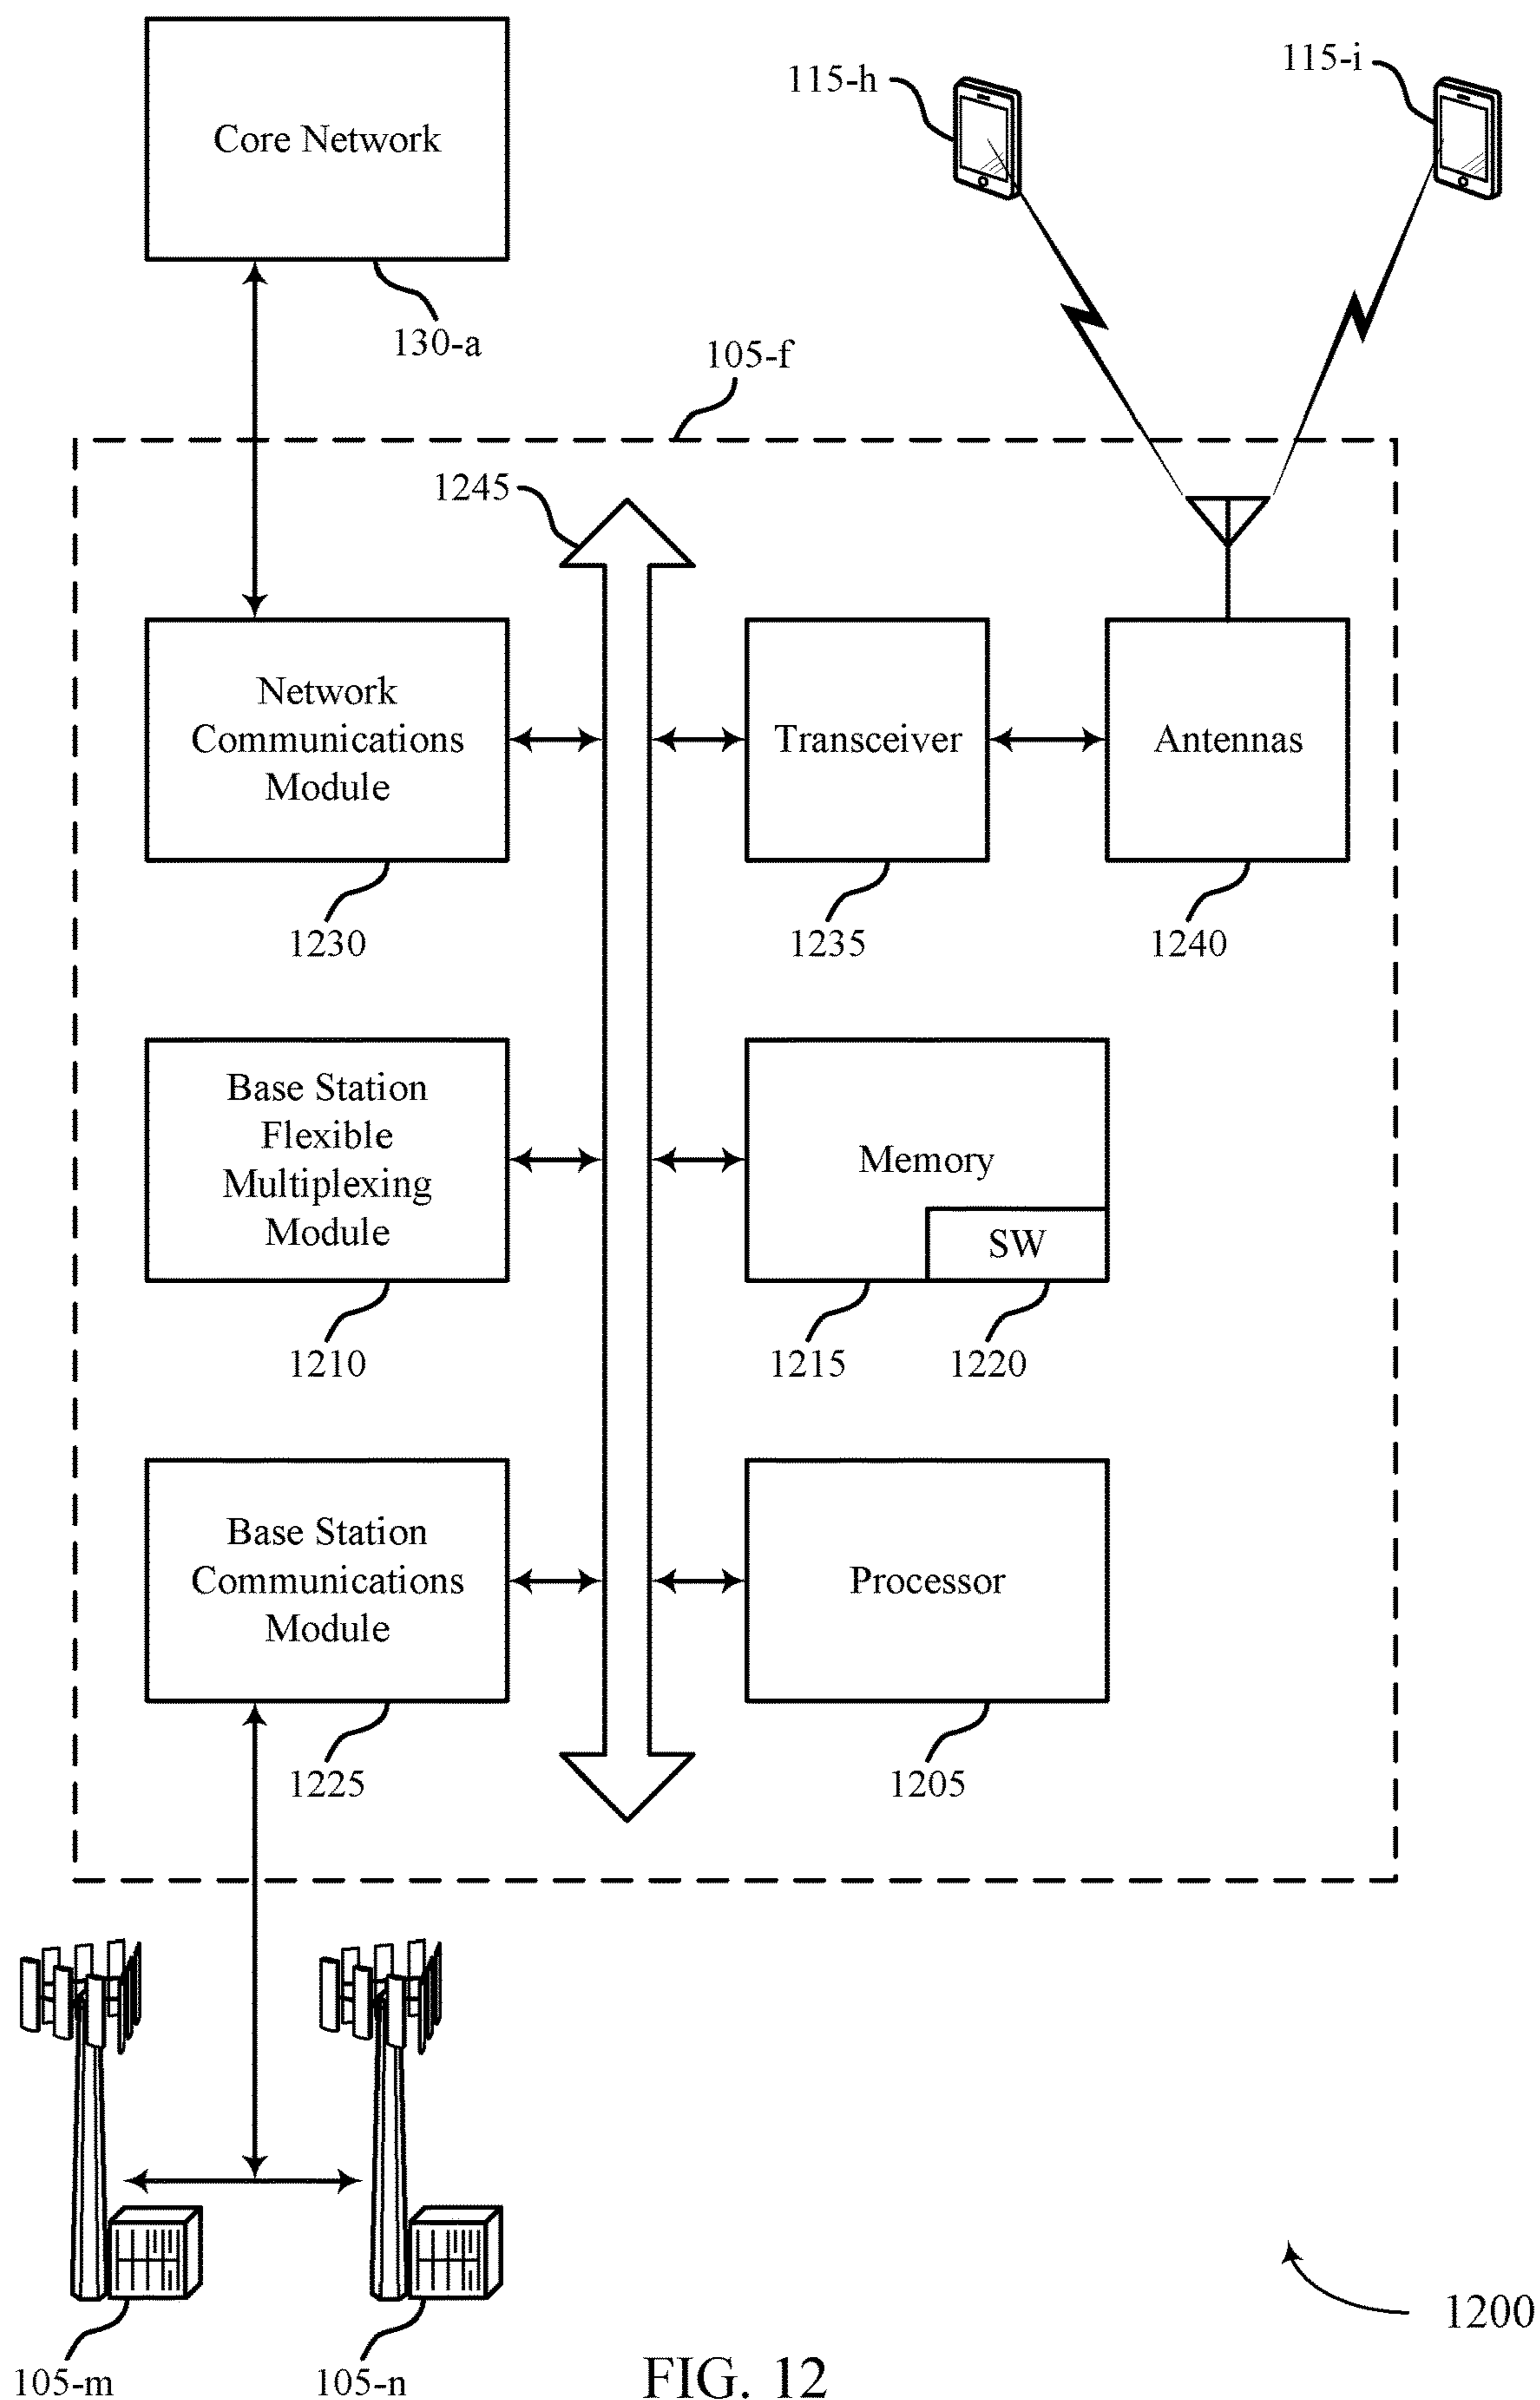 Core Network
115-h
115-i
130-a
105-f
1245
Network
Communications
Module
Transceiver
Antennas
1230
1235
1240
Base Station
Flexible
Multiplexing
Module
Memory
SW
1210
1215
1220
Base Station
Communications
Module
Processor
1225
1205
105-m
105-n
1200
FIG. 12